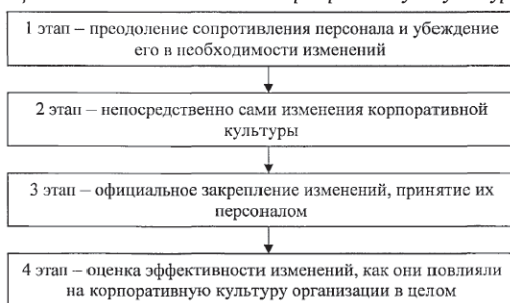 1 этап – преодоление сопротивления персонала и убеждение
его в необходимости изменений
2 этап – непосредственно сами изменения корпоративной
культуры
3 этап – официальное закрепление изменений, принятие их
персоналом
4 этап – оценка эффективности изменений, как они повлияли
на корпоративную культуру организации в целом